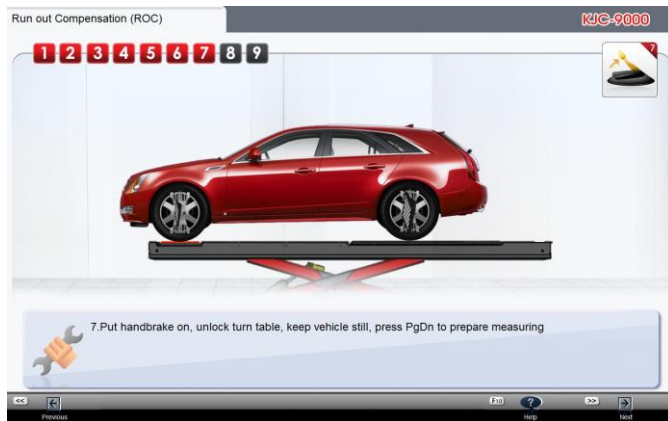 Run out Compensation (ROC)
KJC-9000
1 2 3 4 5 6 7 8 9
7
7.Put handbrake on, unlock turn table, keep vehicle still, press PgDn to prepare measuring
<< Previous
F10 ? Help
>> Next